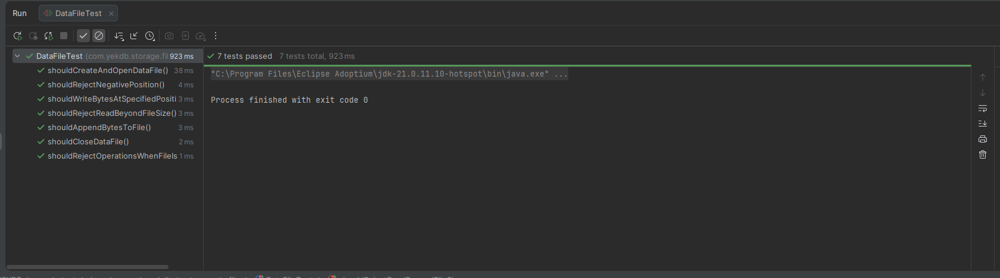 Run DataFileTest
DataFileTest (com.yekdb.storage.fil 923 ms
shouldCreateAndOpenDataFile() 38 ms
shouldRejectNegativePosition() 4 ms
shouldWriteBytesAtSpecifiedPositi 3 ms
shouldRejectReadBeyondFileSize() 3 ms
shouldAppendBytesToFile() 3 ms
shouldCloseDataFile() 2 ms
shouldRejectOperationsWhenFileIs 1 ms
7 tests passed 7 tests total, 923 ms
"C:\Program Files\Eclipse Adoptium\jdk-21.0.11.10-hotspot\bin\java.exe" ...
Process finished with exit code 0